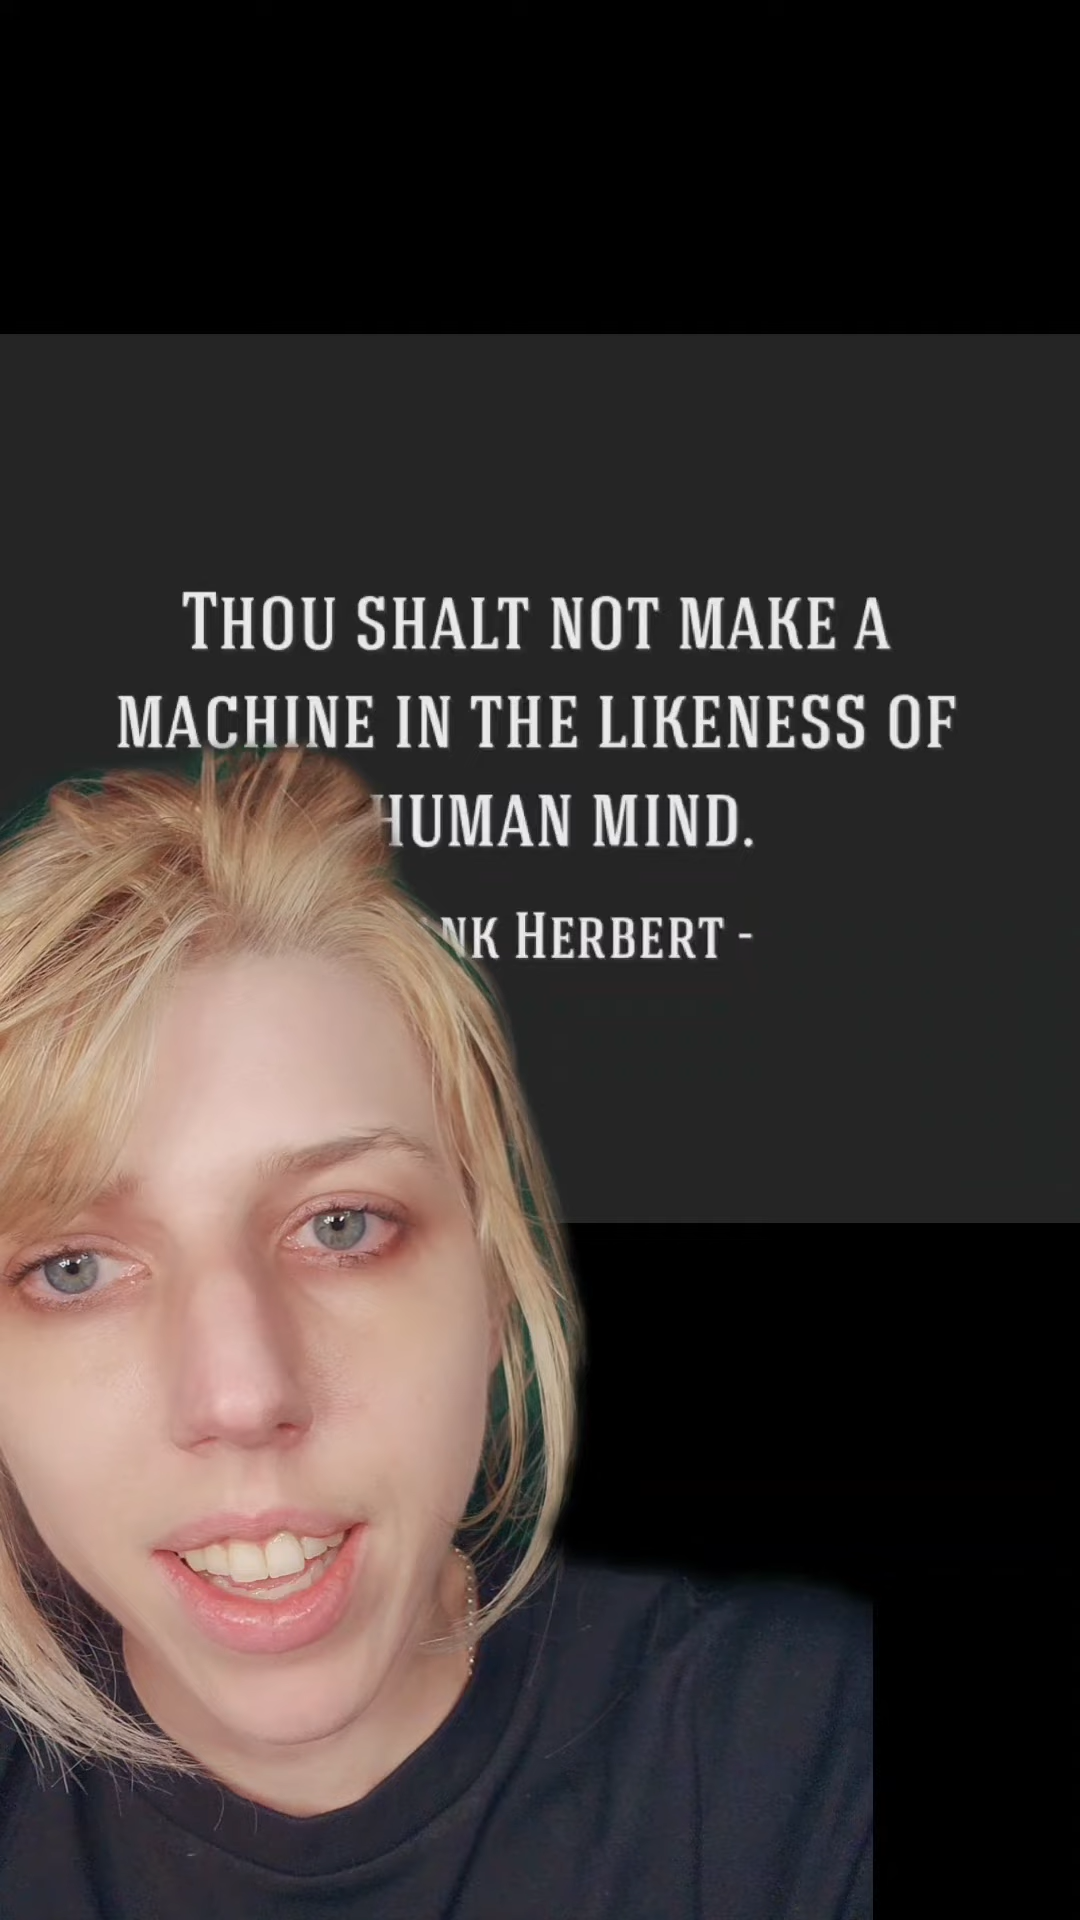 Thou shalt not make a
machine in the likeness of
human mind.
Herbert -